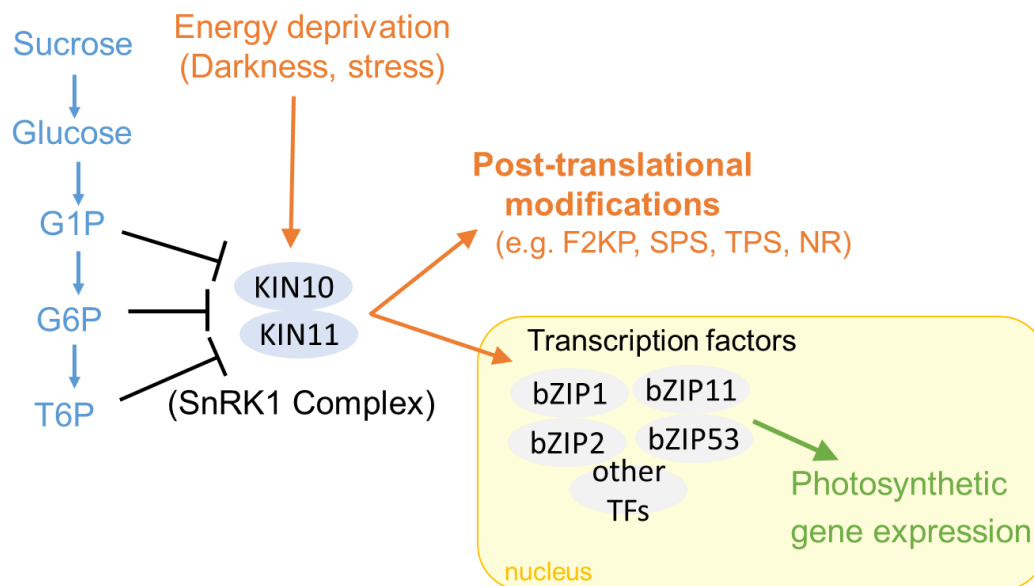 Sucrose
Glucose
G1P
G6P
T6P
Energy deprivation
(Darkness, stress)
KIN10
KIN11
(SnRK1 Complex)
Post-translational
modifications
(e.g. F2KP, SPS, TPS, NR)
Transcription factors
bZIP1
bZIP11
bZIP2
bZIP53
other
TFs
Photosynthetic
gene expression
nucleus